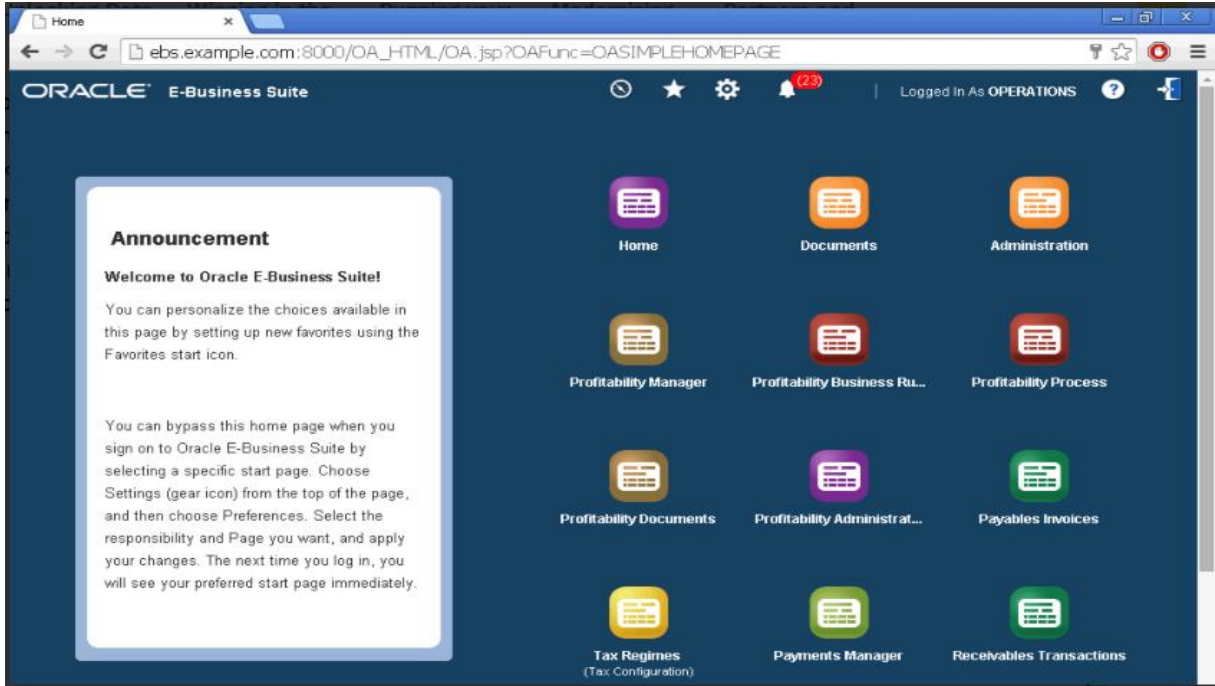 Home
ebs.example.com:8000/OA_HTML/OA.jsp?OAFunc=OASIMPLEHOMEPAGE
ORACLE E-Business Suite
(23)
Logged In As OPERATIONS
?
Announcement
Welcome to Oracle E-Business Suite!
You can personalize the choices available in
this page by setting up new favorites using the
Favorites start icon.
You can bypass this home page when you
sign on to Oracle E-Business Suite by
selecting a specific start page. Choose
Settings (gear icon) from the top of the page,
and then choose Preferences. Select the
responsibility and Page you want, and apply
your changes. The next time you log in, you
will see your preferred start page immediately.
Home
Documents
Administration
Profitability Manager
Profitability Business Ru...
Profitability Process
Profitability Documents
Profitability Administrat...
Payables Invoices
Tax Regimes
(Tax Configuration)
Payments Manager
Receivables Transactions